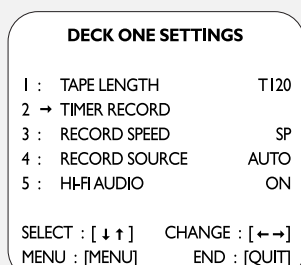 DECK ONE SETTINGS
1 : TAPE LENGTH T120
2 → TIMER RECORD
3 : RECORD SPEED SP
4 : RECORD SOURCE AUTO
5 : HI-FI AUDIO ON
SELECT : [ ↓ ↑ ] CHANGE : [ ← → ]
MENU : [MENU] END : [QUIT]